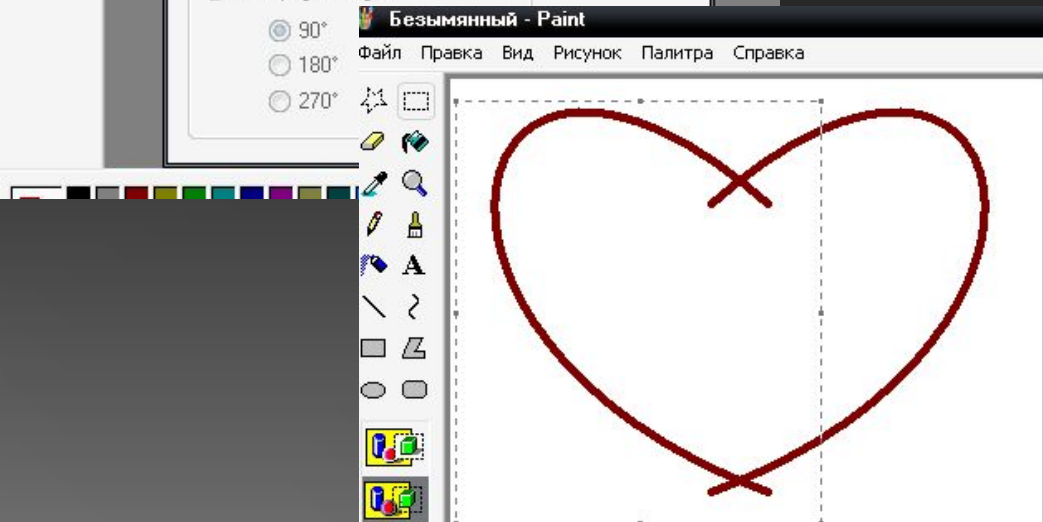 90°
180°
270°
Безымянный - Paint
Файл Правка Вид Рисунок Палитра Справка
A